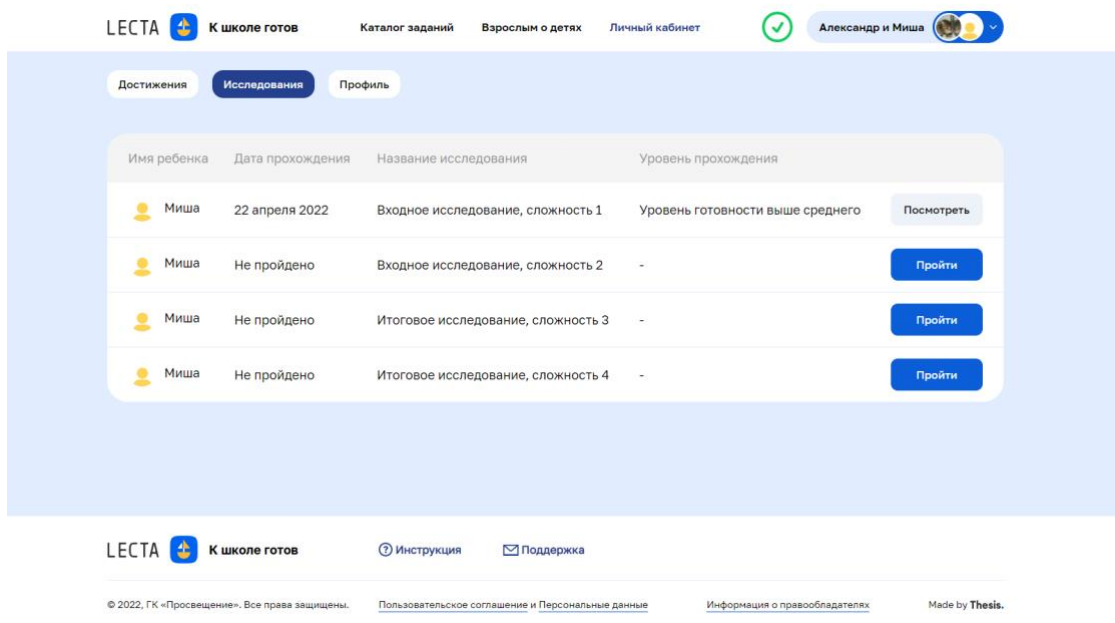 LECTA К школе готов Каталог заданий Взрослым о детях Личный кабинет Александр и Миша
Достижения Исследования Профиль
Имя ребенка Дата прохождения Название исследования Уровень прохождения
Миша 22 апреля 2022 Входное исследование, сложность 1 Уровень готовности выше среднего Посмотреть
Миша Не пройдено Входное исследование, сложность 2 - Пройти
Миша Не пройдено Итоговое исследование, сложность 3 - Пройти
Миша Не пройдено Итоговое исследование, сложность 4 - Пройти
LECTA К школе готов Инструкция Поддержка
© 2022, ГК «Просвещение». Все права защищены. Пользовательское соглашение и Персональные данные Информация о правообладателях Made by Thesis.